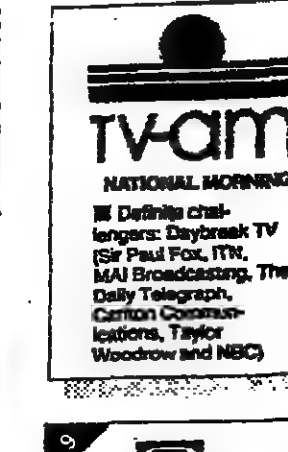 TV-am
NATIONAL MORNING
■ Definite chal-
lengers: Daybreak TV
(Sir Paul Fox, ITN,
MAI Broadcasting, The
Daily Telegraph,
Carlton Commun-
ications, Taylor
Woodrow and NBC)
9